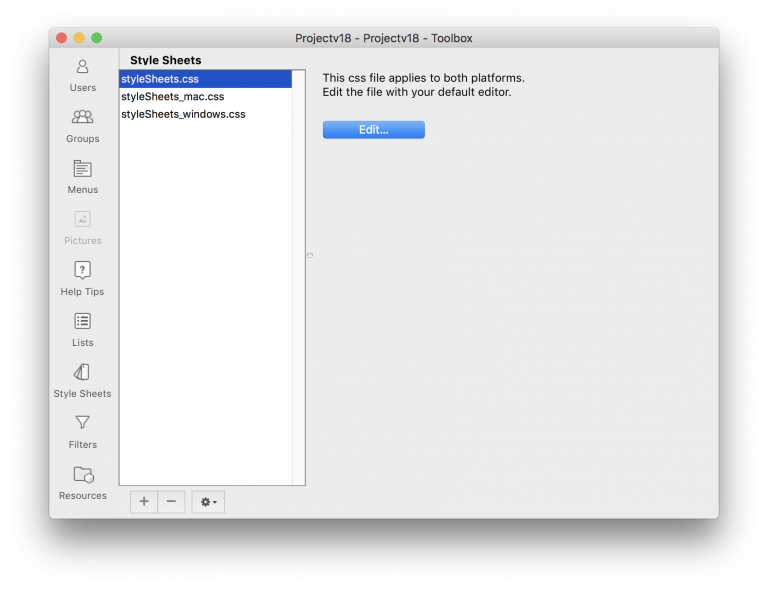 Projectv18 - Projectv18 - Toolbox
Users
Groups
Menus
Pictures
Help Tips
Lists
Style Sheets
Filters
Resources
Style Sheets
styleSheets.css
styleSheets_mac.css
styleSheets_windows.css
This css file applies to both platforms.
Edit the file with your default editor.
Edit...